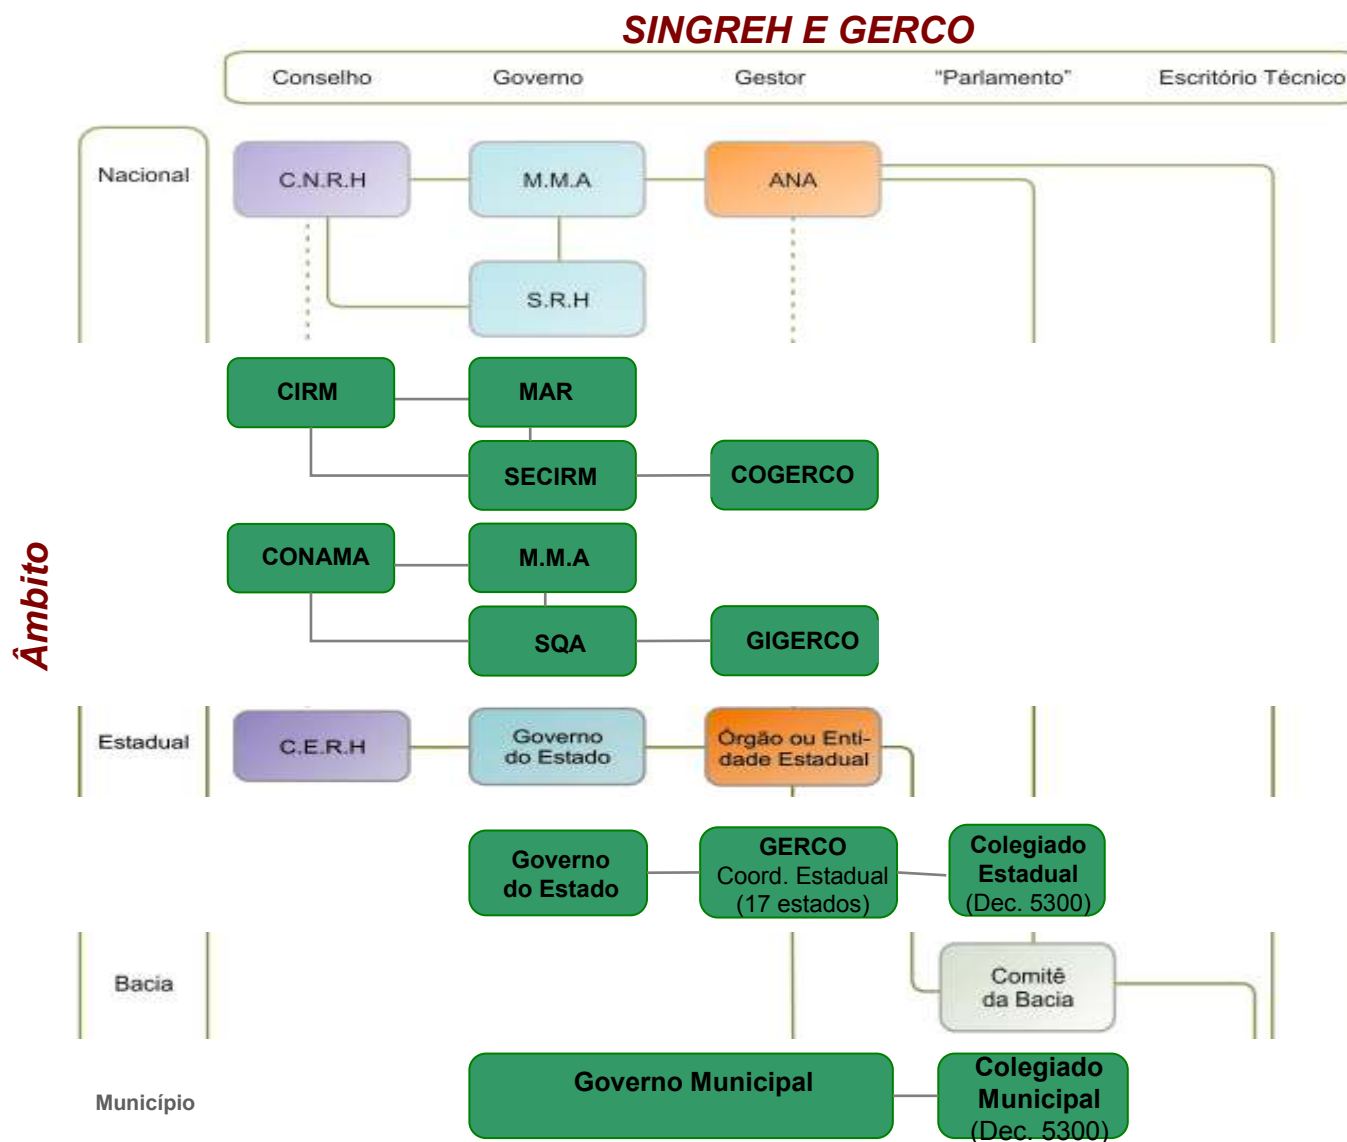 SINGREH E GERCO
Conselho
Governo
Gestor
"Parlamento"
Escritório Técnico
Nacional
C.N.R.H
M.M.A
ANA
S.R.H
CIRM
MAR
SECIRM
COGERCO
CONAMA
M.M.A
SQA
GIGERCO
Âmbito
Estadual
C.E.R.H
Governo
do Estado
Órgão ou Enti-
dade Estadual
Governo
do Estado
GERCO
Coord. Estadual
(17 estados)
Colegiado
Estadual
(Dec. 5300)
Bacia
Comitê
da Bacia
Município
Governo Municipal
Colegiado
Municipal
(Dec. 5300)